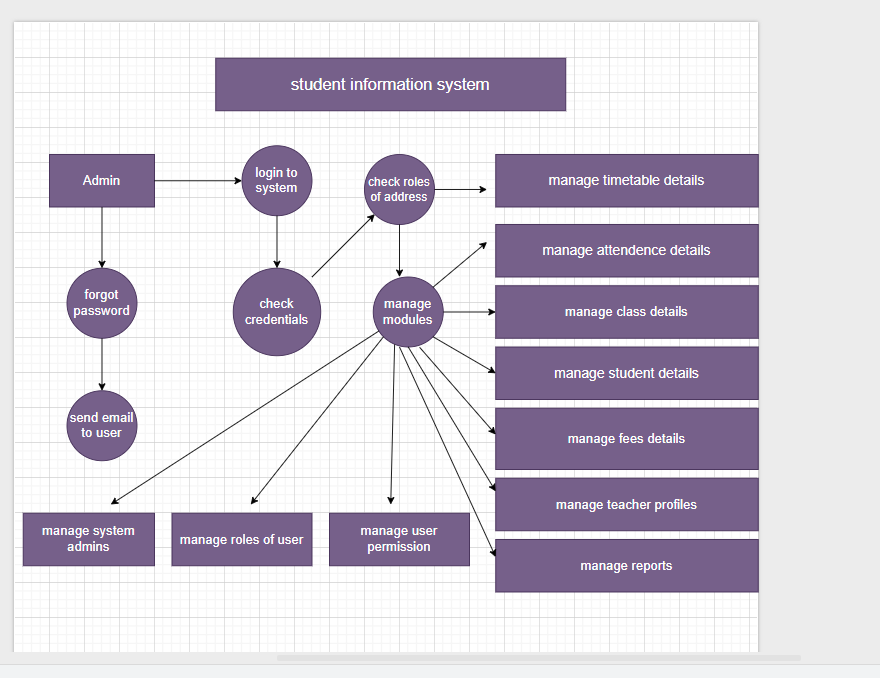 student information system
Admin
login to
system
check roles
of address
manage timetable details
manage attendence details
forgot
password
check
credentials
manage
modules
manage class details
manage student details
send email
to user
manage fees details
manage teacher profiles
manage system
admins
manage roles of user
manage user
permission
manage reports